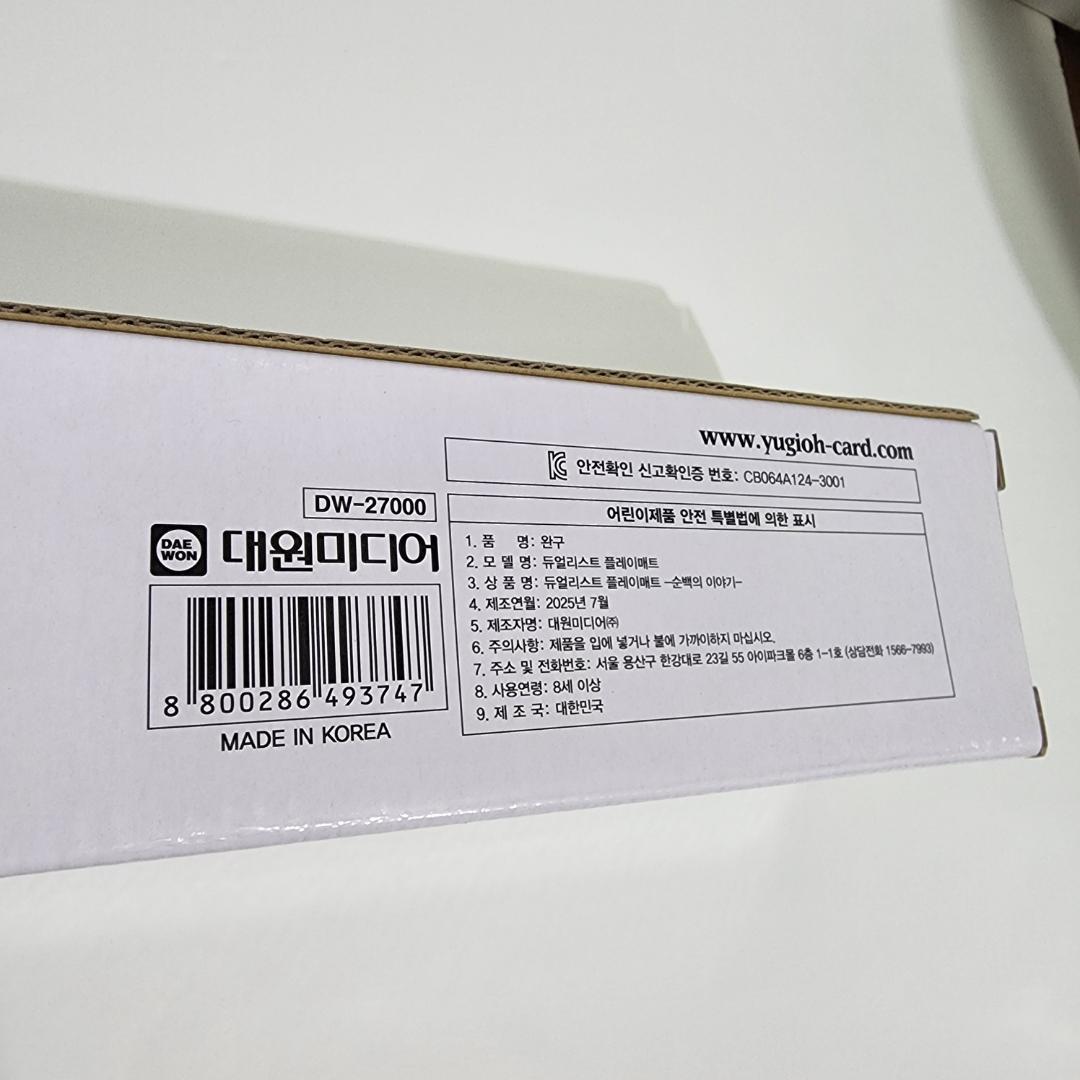 www.yugioh-card.com
안전확인 신고확인증 번호: CB064A124-3001
DW-27000
DAE WON
대원미디어
8 800286 493747
MADE IN KOREA
어린이제품 안전 특별법에 의한 표시
1. 품 명: 완구
2. 모 델 명: 듀얼리스트 플레이매트
3. 상 품 명: 듀얼리스트 플레이매트 -순백의 이야기-
4. 제조연월: 2025년 7월
5. 제조자명: 대원미디어㈜
6. 주의사항: 제품을 입에 넣거나 불에 가까이하지 마십시오.
7. 주소 및 전화번호: 서울 용산구 한강대로 23길 55 아이파크몰 6층 1-1호 (상담전화 1566-7993)
8. 사용연령: 8세 이상
9. 제 조 국: 대한민국